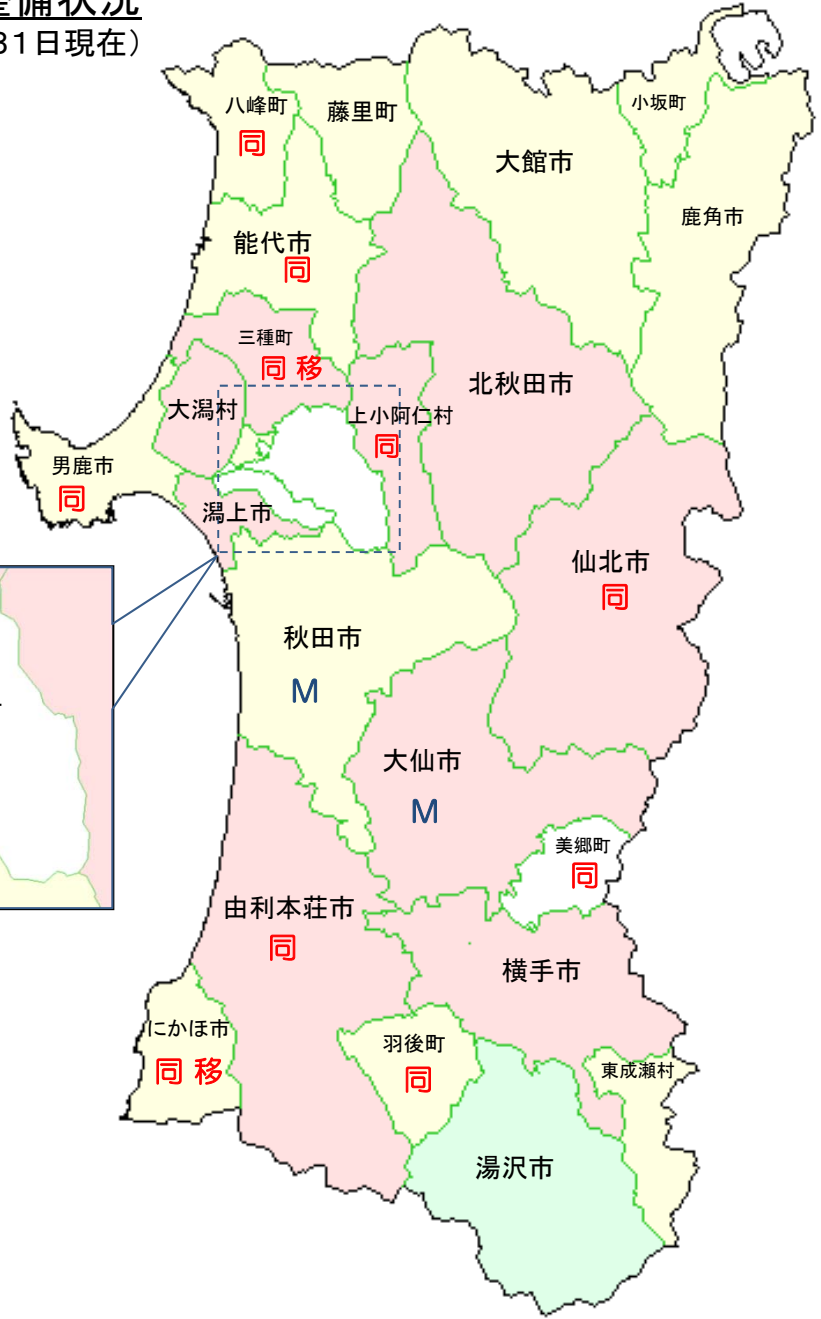 整備状況
31日現在）
八峰町
同
藤里町
大館市
小坂町
鹿角市
能代市
同
三種町
同 移
大潟村
上小阿仁村
同
北秋田市
男鹿市
同
潟上市
仙北市
同
秋田市
M
大仙市
M
美郷町
同
由利本荘市
同
横手市
にかほ市
同 移
羽後町
同
東成瀬村
湯沢市